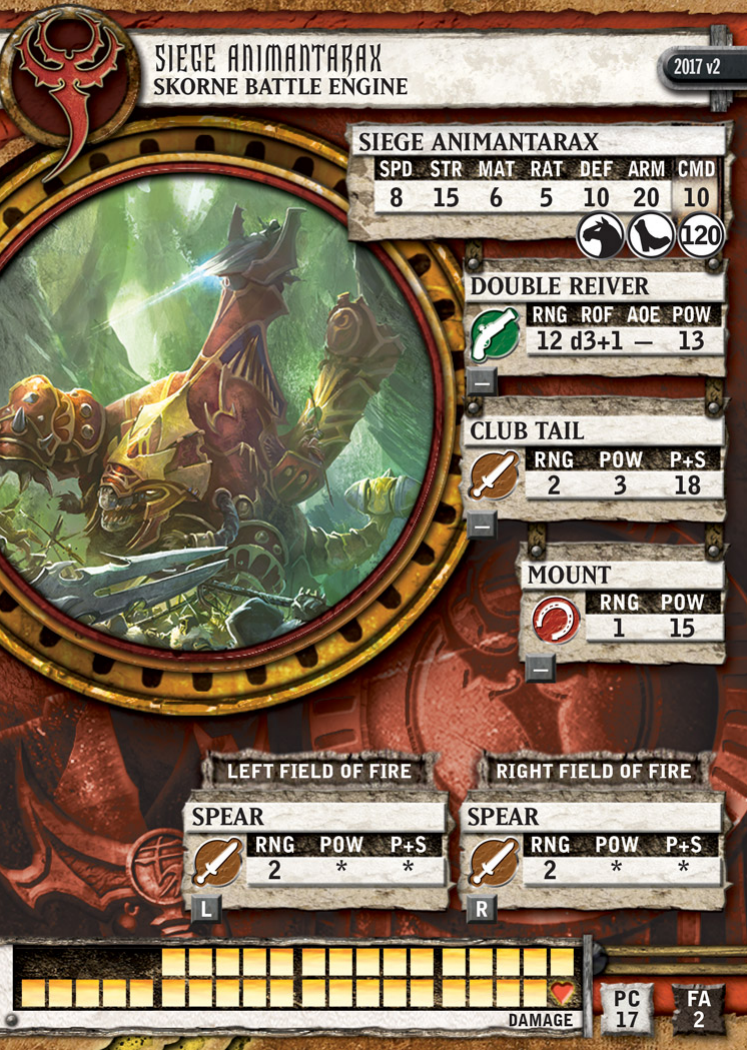 SIEGE ANIMANTARAX
SKORNE BATTLE ENGINE
2017 v2
SIEGE ANIMANTARAX
SPD STR MAT RAT DEF ARM CMD
8 15 6 5 10 20 10
120
DOUBLE REIVER
RNG ROF AOE POW
12 d3+1 — 13
—
CLUB TAIL
RNG POW P+S
2 3 18
—
MOUNT
RNG POW
1 15
—
LEFT FIELD OF FIRE
SPEAR
RNG POW P+S
2 * *
L
RIGHT FIELD OF FIRE
SPEAR
RNG POW P+S
2 * *
R
DAMAGE
PC
17
FA
2